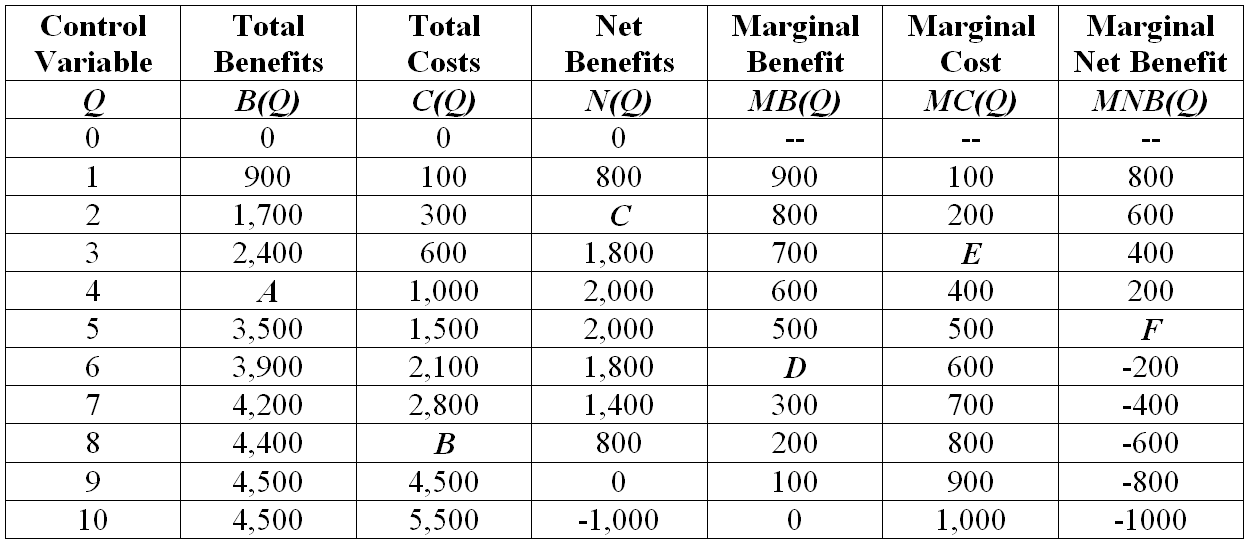 Control Variable Total Benefits Total Costs Net Benefits Marginal Benefit Marginal Cost Marginal Net Benefit
Q B(Q) C(Q) N(Q) MB(Q) MC(Q) MNB(Q)
0 0 0 0 -- -- --
1 900 100 800 900 100 800
2 1,700 300 C 800 200 600
3 2,400 600 1,800 700 E 400
4 A 1,000 2,000 600 400 200
5 3,500 1,500 2,000 500 500 F
6 3,900 2,100 1,800 D 600 -200
7 4,200 2,800 1,400 300 700 -400
8 4,400 B 800 200 800 -600
9 4,500 4,500 0 100 900 -800
10 4,500 5,500 -1,000 0 1,000 -1000